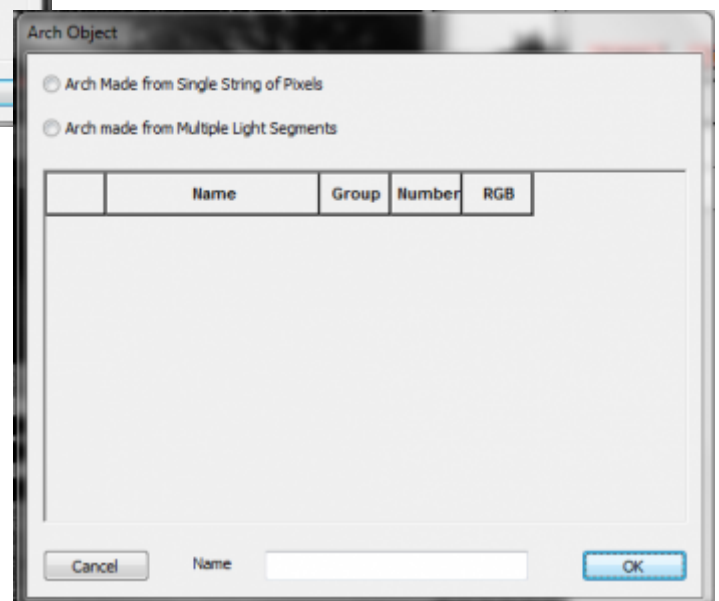 Arch Object
Arch Made from Single String of Pixels
Arch made from Multiple Light Segments
Name Group Number RGB
Cancel Name OK